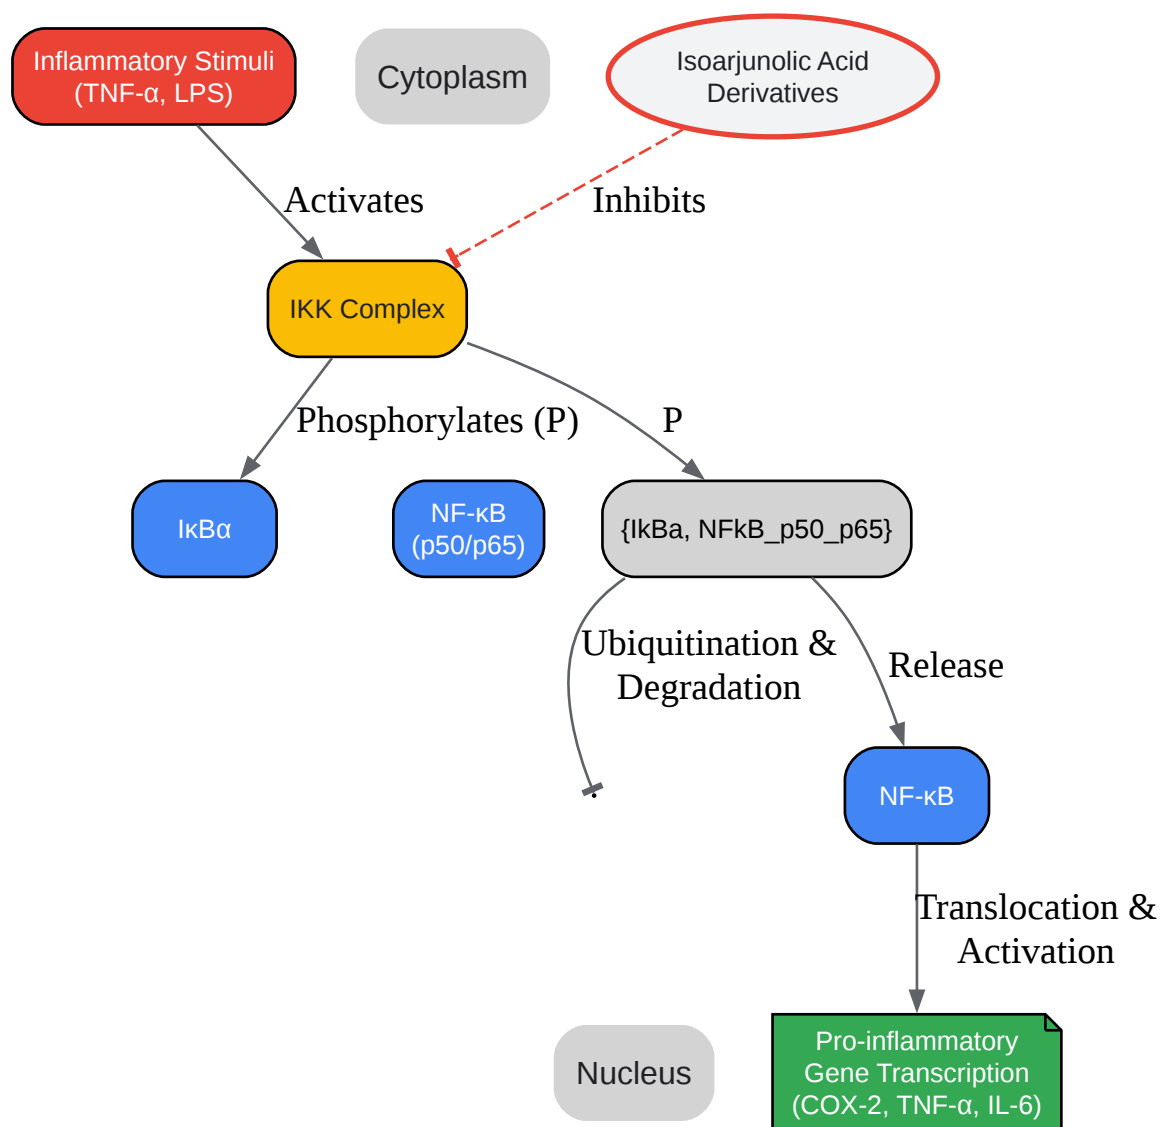 Inflammatory Stimuli
(TNF-α, LPS)
Cytoplasm
Isoarjunolic Acid
Derivatives
Activates
Inhibits
IKK Complex
Phosphorylates (P)
P
IκBα
NF-κB
(p50/p65)
{IkBa, NFkB_p50_p65}
Ubiquitination &
Degradation
Release
NF-κB
Translocation &
Activation
Nucleus
Pro-inflammatory
Gene Transcription
(COX-2, TNF-α, IL-6)